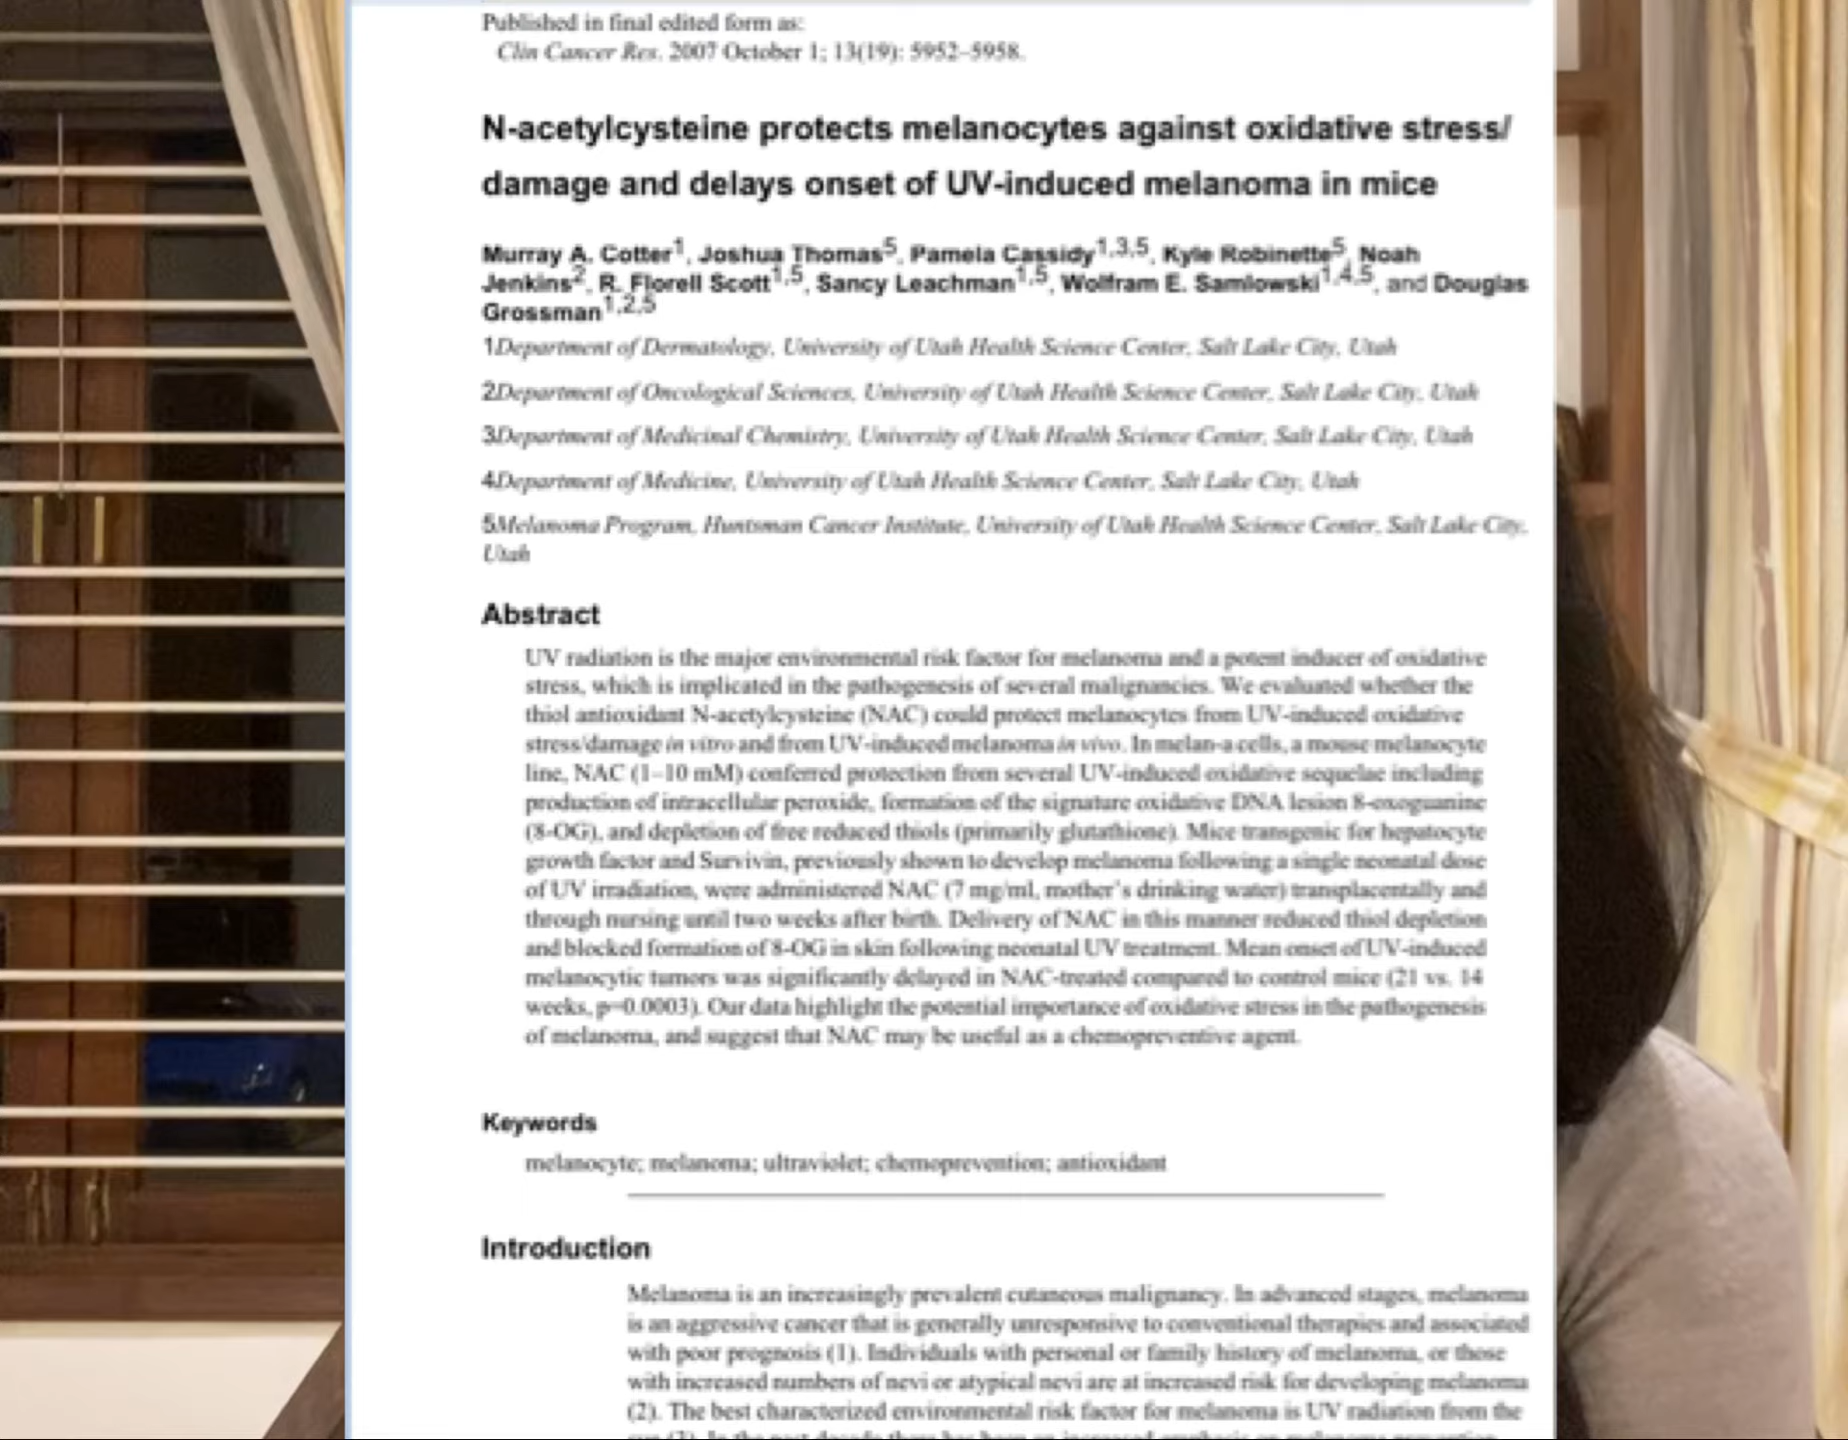 Published in final edited form as:
Clin Cancer Res. 2007 October 1; 13(19): 5952–5958.
N-acetylcysteine protects melanocytes against oxidative stress/
damage and delays onset of UV-induced melanoma in mice
Murray A. Cotter1, Joshua Thomas5, Pamela Cassidy1,3,5, Kyle Robinette5, Noah
Jenkins2, R. Florell Scott1,5, Sancy Leachman1,5, Wolfram E. Samlowski1,4,5, and Douglas
Grossman1,2,5
1Department of Dermatology, University of Utah Health Science Center, Salt Lake City, Utah
2Department of Oncological Sciences, University of Utah Health Science Center, Salt Lake City, Utah
3Department of Medicinal Chemistry, University of Utah Health Science Center, Salt Lake City, Utah
4Department of Medicine, University of Utah Health Science Center, Salt Lake City, Utah
5Melanoma Program, Huntsman Cancer Institute, University of Utah Health Science Center, Salt Lake City,
Utah
Abstract
UV radiation is the major environmental risk factor for melanoma and a potent inducer of oxidative
stress, which is implicated in the pathogenesis of several malignancies. We evaluated whether the
thiol antioxidant N-acetylcysteine (NAC) could protect melanocytes from UV-induced oxidative
stress/damage in vitro and from UV-induced melanoma in vivo. In melan-a cells, a mouse melanocyte
line, NAC (1–10 mM) conferred protection from several UV-induced oxidative sequelae including
production of intracellular peroxide, formation of the signature oxidative DNA lesion 8-oxoguanine
(8-OG), and depletion of free reduced thiols (primarily glutathione). Mice transgenic for hepatocyte
growth factor and Survivin, previously shown to develop melanoma following a single neonatal dose
of UV irradiation, were administered NAC (7 mg/ml, mother's drinking water) transplacentally and
through nursing until two weeks after birth. Delivery of NAC in this manner reduced thiol depletion
and blocked formation of 8-OG in skin following neonatal UV treatment. Mean onset of UV-induced
melanocytic tumors was significantly delayed in NAC-treated compared to control mice (21 vs. 14
weeks, p=0.0003). Our data highlight the potential importance of oxidative stress in the pathogenesis
of melanoma, and suggest that NAC may be useful as a chemopreventive agent.
Keywords
melanocyte; melanoma; ultraviolet; chemoprevention; antioxidant
Introduction
Melanoma is an increasingly prevalent cutaneous malignancy. In advanced stages, melanoma
is an aggressive cancer that is generally unresponsive to conventional therapies and associated
with poor prognosis (1). Individuals with personal or family history of melanoma, or those
with increased numbers of nevi or atypical nevi are at increased risk for developing melanoma
(2). The best characterized environmental risk factor for melanoma is UV radiation from the